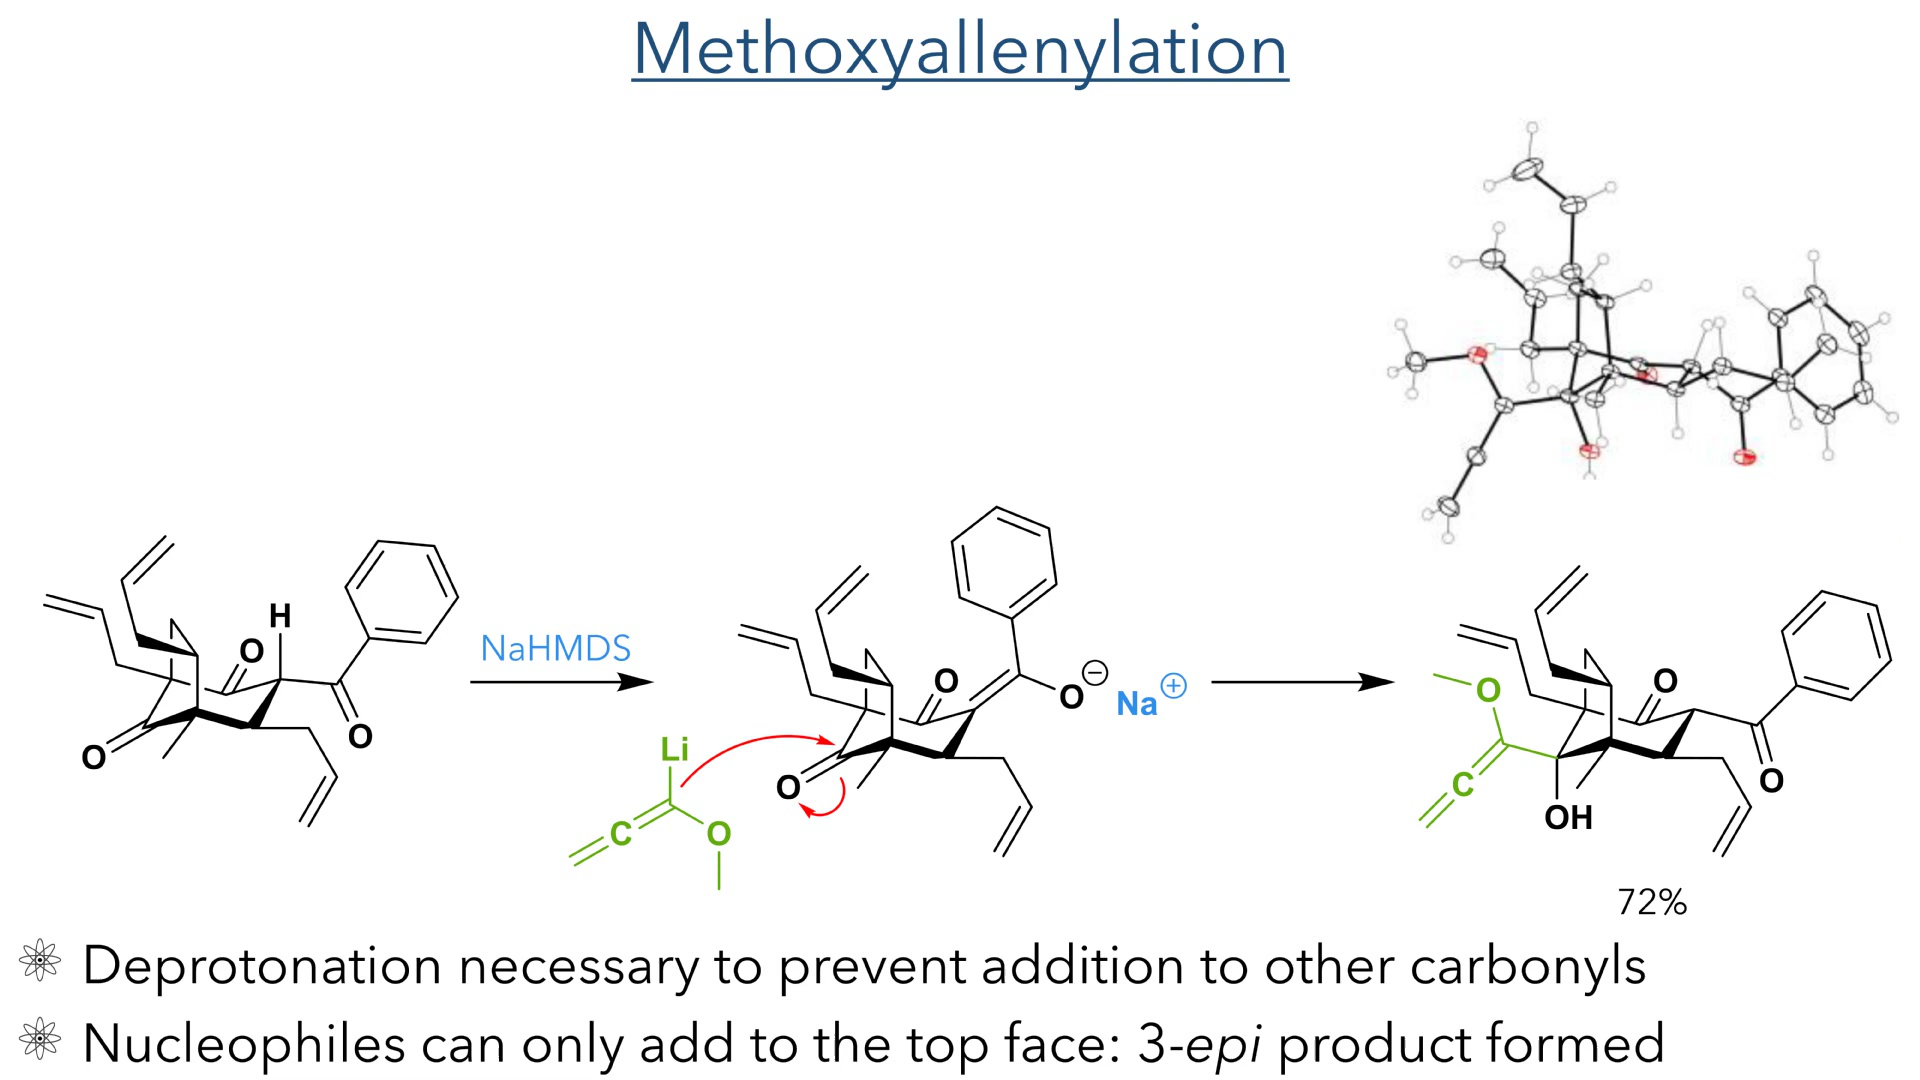 Methoxyallenylation
H
O
O
O
NaHMDS
Li
C
O
O
O
O⊖
Na⊕
O
O
C
OH
O
O
72%
Deprotonation necessary to prevent addition to other carbonyls
Nucleophiles can only add to the top face: 3-epi product formed